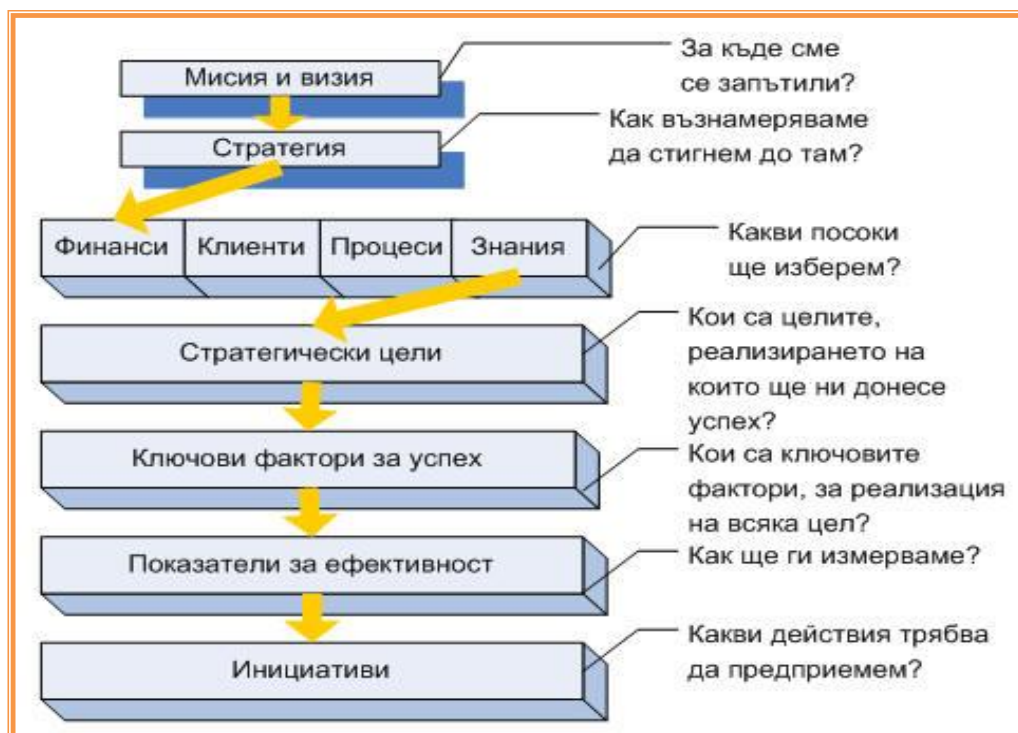 Мисия и визия
За къде сме
се запътили?
Стратегия
Как възнамеряваме
да стигнем до там?
Финанси
Клиенти
Процеси
Знания
Какви посоки
ще изберем?
Стратегически цели
Кои са целите,
реализирането на
които ще ни донесе
успех?
Ключови фактори за успех
Кои са ключовите
фактори, за реализация
на всяка цел?
Показатели за ефективност
Как ще ги измерваме?
Инициативи
Какви действия трябва
да предприемем?